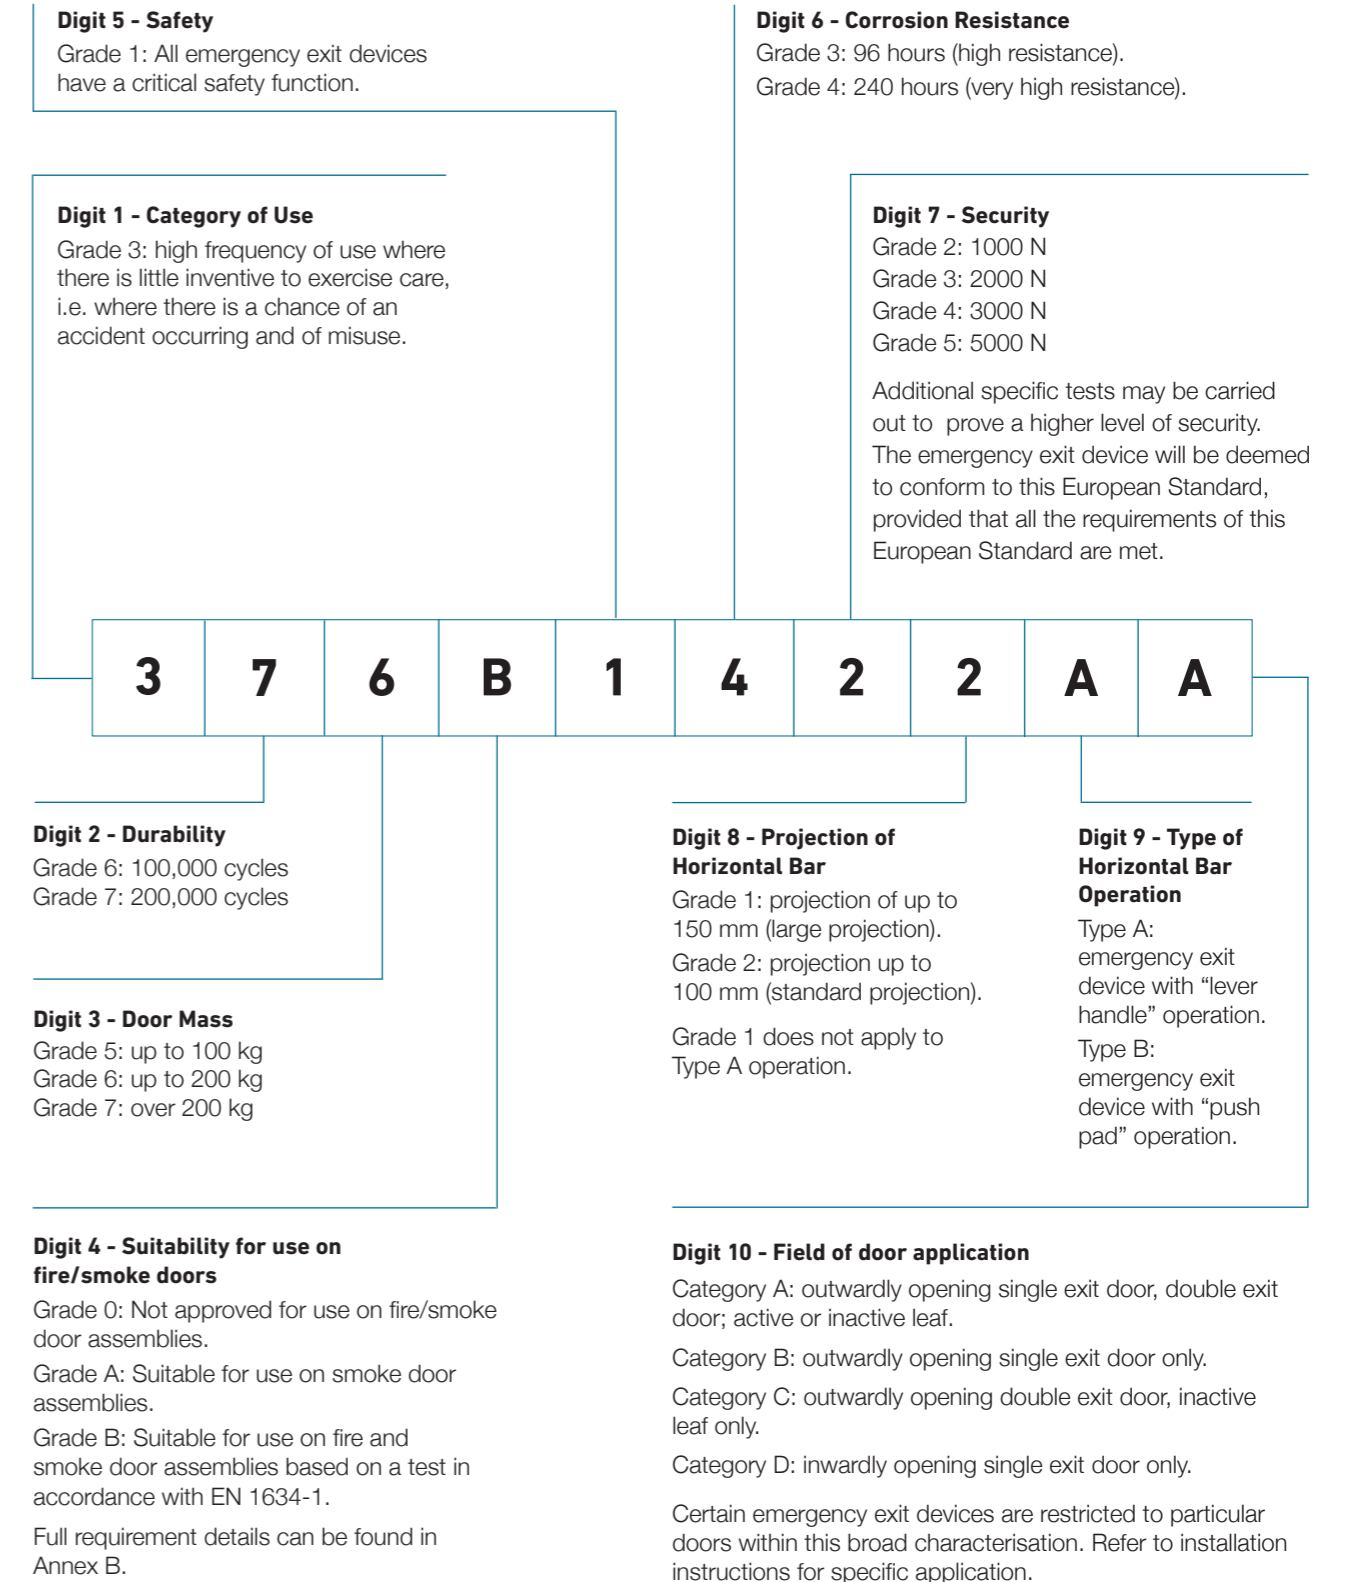 Digit 5 - Safety
Grade 1: All emergency exit devices
have a critical safety function.
Digit 6 - Corrosion Resistance
Grade 3: 96 hours (high resistance).
Grade 4: 240 hours (very high resistance).
Digit 1 - Category of Use
Grade 3: high frequency of use where
there is little inventive to exercise care,
i.e. where there is a chance of an
accident occurring and of misuse.
Digit 7 - Security
Grade 2: 1000 N
Grade 3: 2000 N
Grade 4: 3000 N
Grade 5: 5000 N
Additional specific tests may be carried
out to prove a higher level of security.
The emergency exit device will be deemed
to conform to this European Standard,
provided that all the requirements of this
European Standard are met.
3 7 6 B 1 4 2 2 A A
Digit 2 - Durability
Grade 6: 100,000 cycles
Grade 7: 200,000 cycles
Digit 3 - Door Mass
Grade 5: up to 100 kg
Grade 6: up to 200 kg
Grade 7: over 200 kg
Digit 4 - Suitability for use on
fire/smoke doors
Grade 0: Not approved for use on fire/smoke
door assemblies.
Grade A: Suitable for use on smoke door
assemblies.
Grade B: Suitable for use on fire and
smoke door assemblies based on a test in
accordance with EN 1634-1.
Full requirement details can be found in
Annex B.
Digit 8 - Projection of
Horizontal Bar
Grade 1: projection of up to
150 mm (large projection).
Grade 2: projection up to
100 mm (standard projection).
Grade 1 does not apply to
Type A operation.
Digit 9 - Type of
Horizontal Bar
Operation
Type A:
emergency exit
device with “lever
handle” operation.
Type B:
emergency exit
device with “push
pad” operation.
Digit 10 - Field of door application
Category A: outwardly opening single exit door, double exit
door; active or inactive leaf.
Category B: outwardly opening single exit door only.
Category C: outwardly opening double exit door, inactive
leaf only.
Category D: inwardly opening single exit door only.
Certain emergency exit devices are restricted to particular
doors within this broad characterisation. Refer to installation
instructions for specific application.